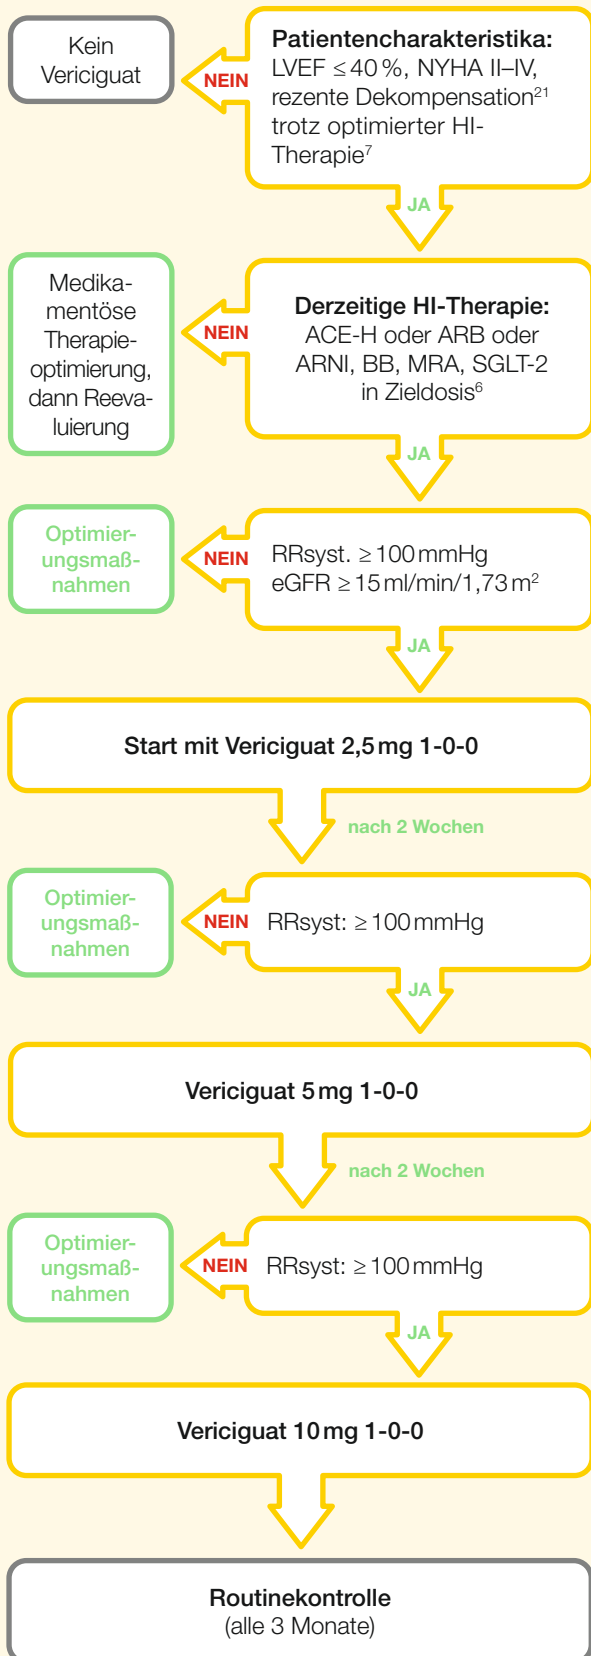 Kein
Vericiguat
NEIN
Patientencharakteristika:
LVEF ≤ 40 %, NYHA II–IV,
rezente Dekompensation²¹
trotz optimierter HI-
Therapie⁷
JA
Medika-
mentöse
Therapie-
optimierung,
dann Reeva-
luierung
NEIN
Derzeitige HI-Therapie:
ACE-H oder ARB oder
ARNI, BB, MRA, SGLT-2
in Zieldosis⁶
JA
Optimier-
ungsmaß-
nahmen
NEIN
RRsyst. ≥ 100 mmHg
eGFR ≥ 15 ml/min/1,73 m²
JA
Start mit Vericiguat 2,5 mg 1-0-0
nach 2 Wochen
Optimier-
ungsmaß-
nahmen
NEIN
RRsyst: ≥ 100 mmHg
JA
Vericiguat 5 mg 1-0-0
nach 2 Wochen
Optimier-
ungsmaß-
nahmen
NEIN
RRsyst: ≥ 100 mmHg
JA
Vericiguat 10 mg 1-0-0
Routinekontrolle
(alle 3 Monate)